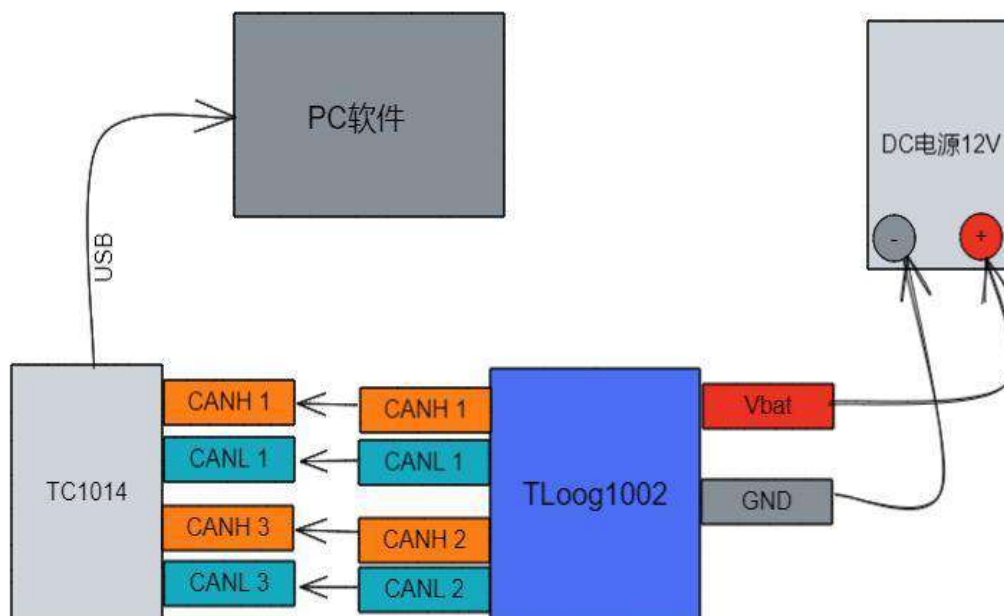 PC软件
DC电源12V
-
+
USB
TC1014
CANH 1
CANL 1
CANH 3
CANL 3
CANH 1
CANL 1
CANH 2
CANL 2
TLoog1002
Vbat
GND